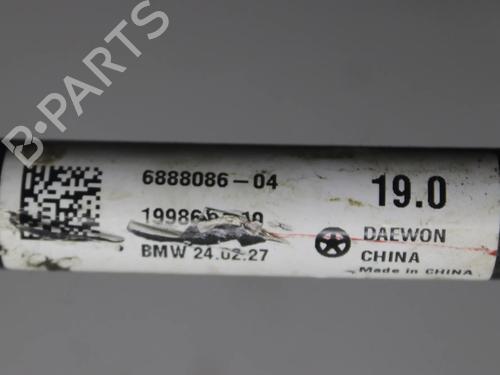 B-PARTS
6888086-04
19.0
BMW 24.02.27
DAEWON
CHINA
Made in CHINA